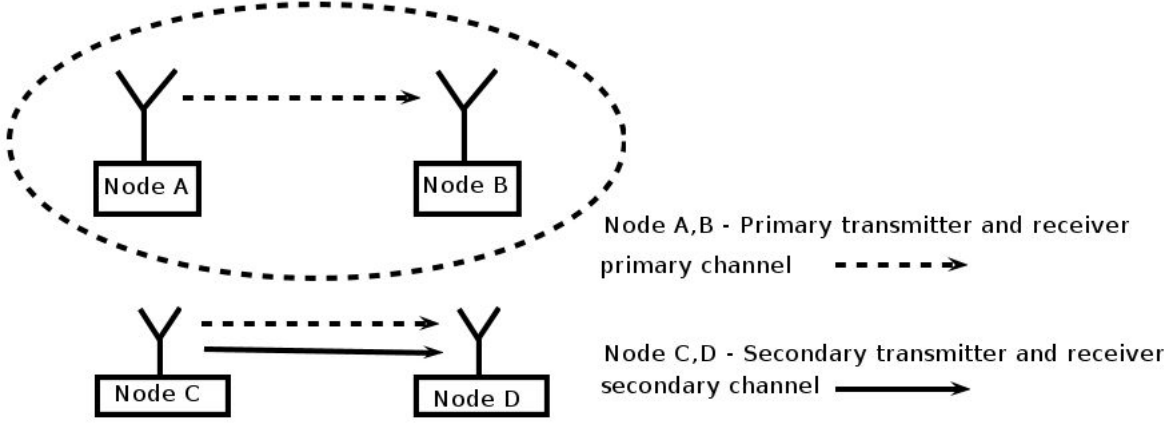 Node A
Node B
Node A,B - Primary transmitter and receiver
primary channel
Node C
Node D
Node C,D - Secondary transmitter and receiver
secondary channel